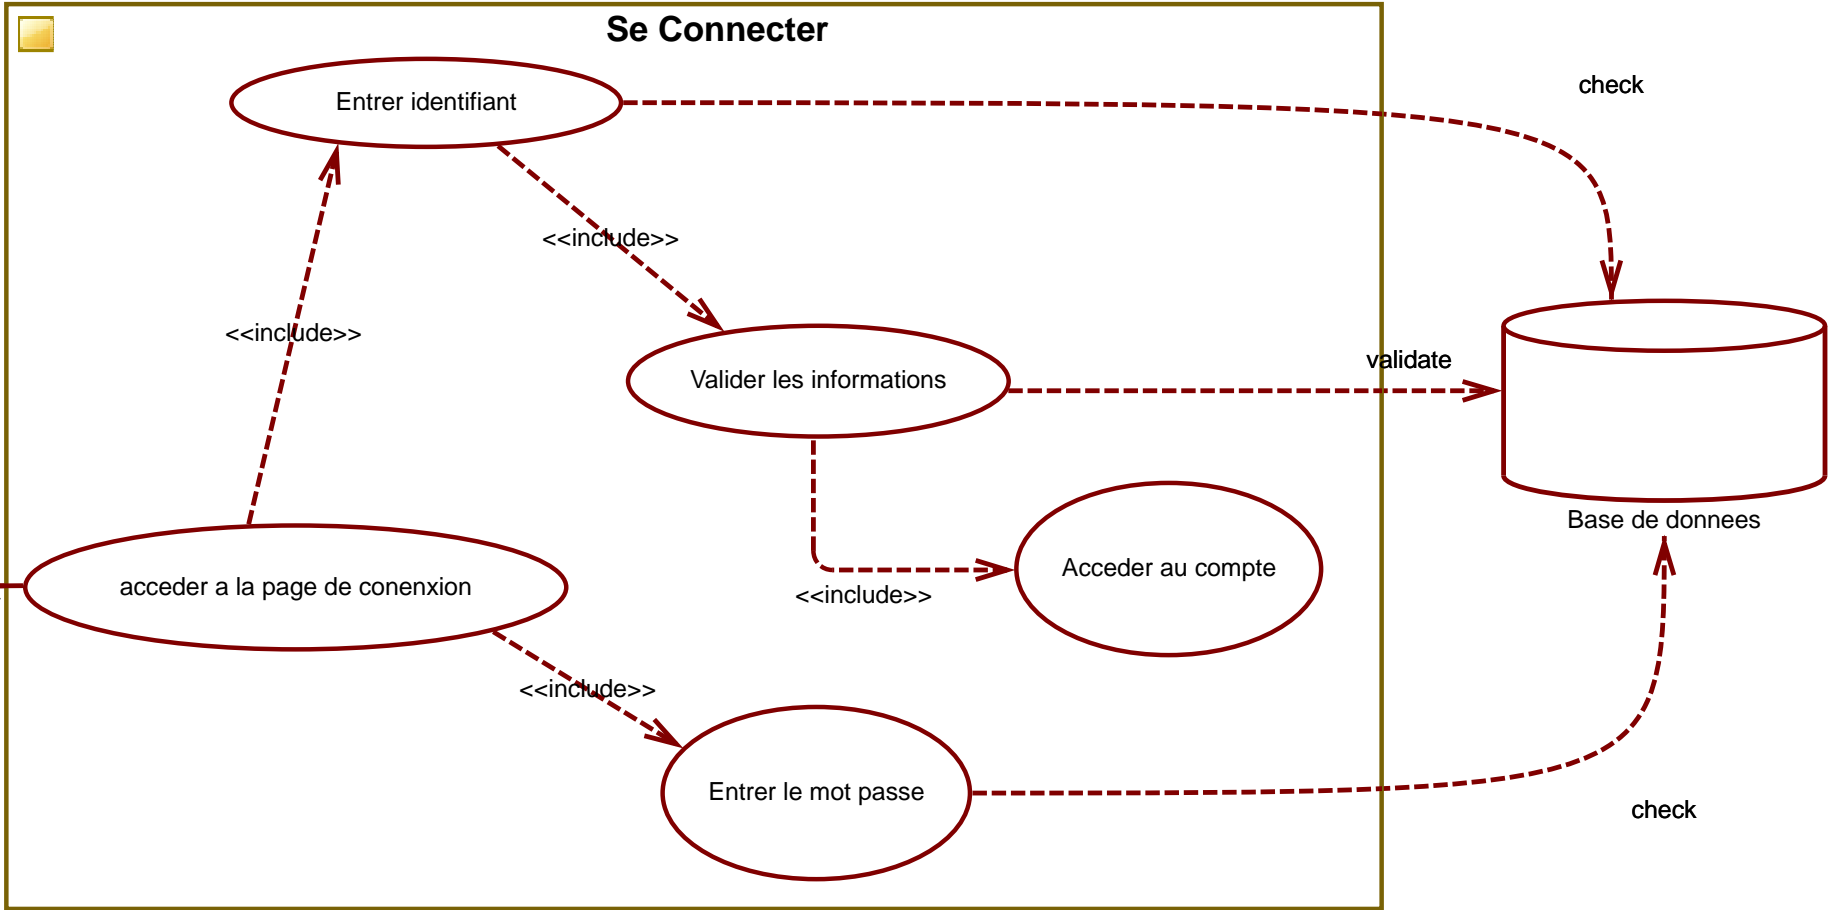 Se Connecter
Entrer identifiant
check
<<include>>
<<include>>
Valider les informations
validate
Base de donnees
acceder a la page de conenxion
Acceder au compte
<<include>>
<<include>>
Entrer le mot passe
check